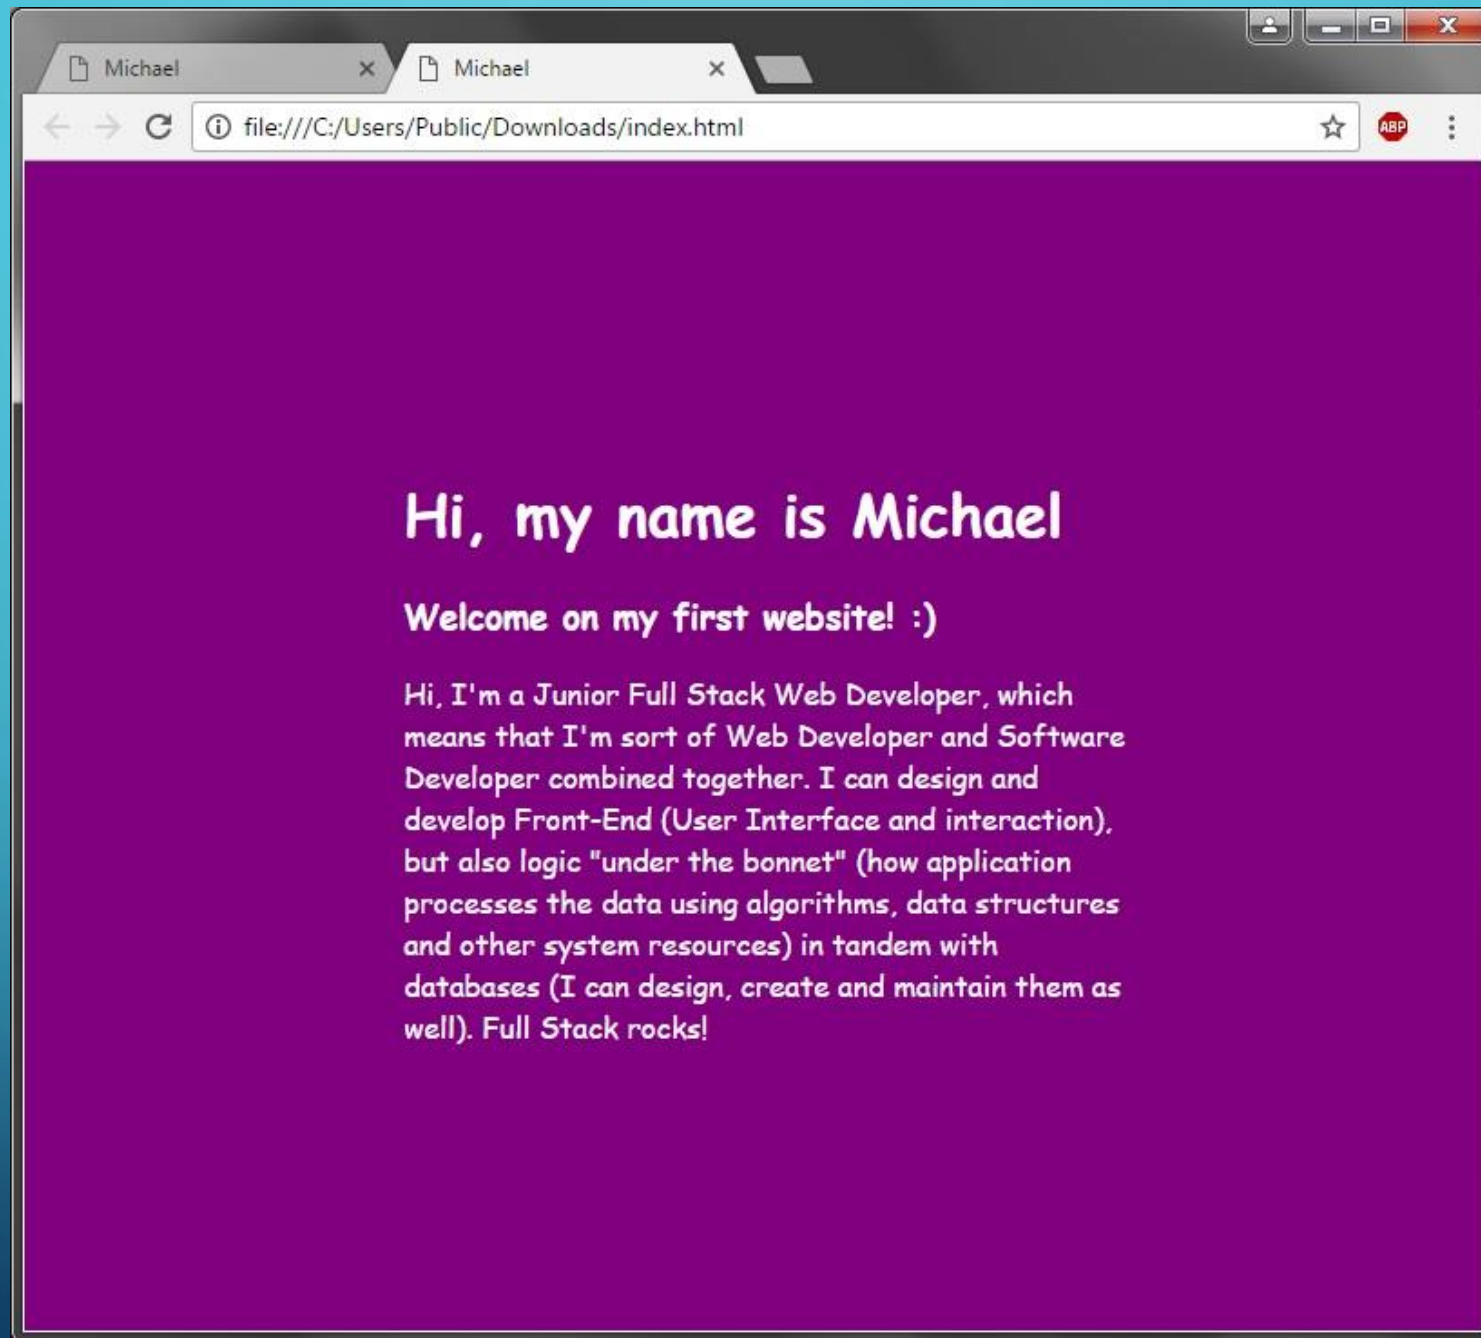 Michael
Michael
file:///C:/Users/Public/Downloads/index.html
ABP
Hi, my name is Michael
Welcome on my first website! :)
Hi, I'm a Junior Full Stack Web Developer, which
means that I'm sort of Web Developer and Software
Developer combined together. I can design and
develop Front-End (User Interface and interaction),
but also logic "under the bonnet" (how application
processes the data using algorithms, data structures
and other system resources) in tandem with
databases (I can design, create and maintain them as
well). Full Stack rocks!